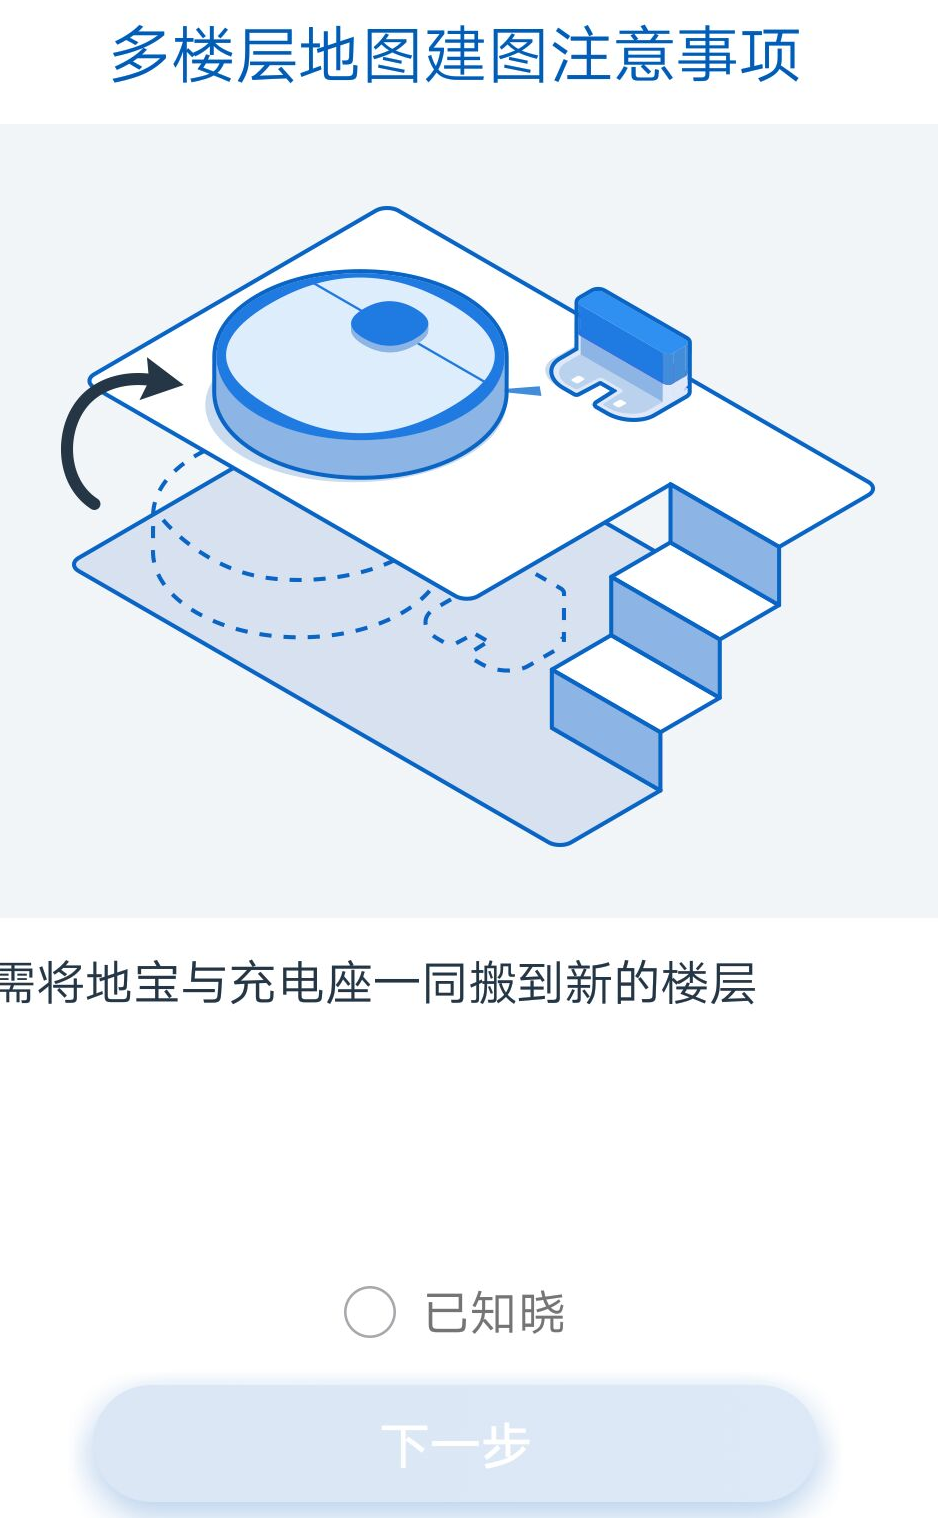 多楼层地图建图注意事项
需将地宝与充电座一同搬到新的楼层
已知晓
下一步